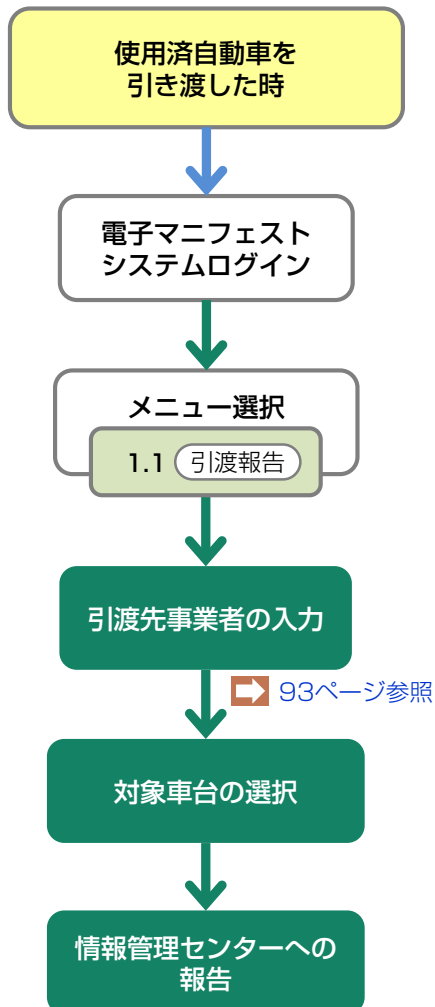 使用済自動車を
引き渡した時
電子マニフェスト
システムログイン
メニュー選択
1.1 引渡報告
引渡先事業者の入力
93ページ参照
対象車台の選択
情報管理センターへの
報告